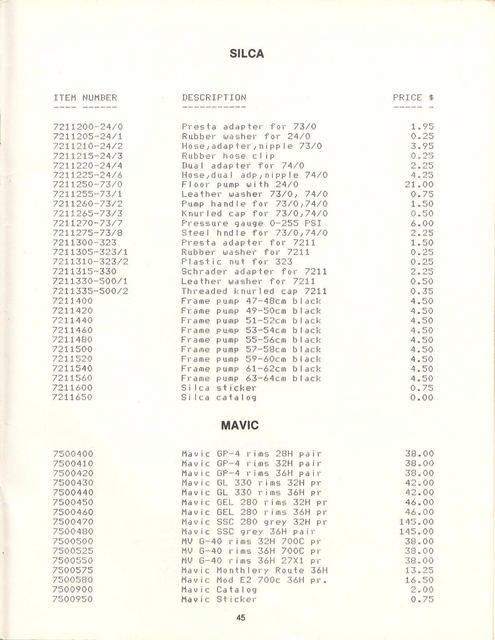 SILCA
ITEM NUMBER DESCRIPTION PRICE $
7211200-24/0 Presta adapter for 73/0 1.95
7211205-24/1 Rubber washer for 24/0 0.25
7211210-24/2 Hose,adapter,nipple 73/0 3.95
7211215-24/3 Rubber hose clip 0.25
7211220-24/4 Dual adapter for 74/0 2.25
7211225-24/6 Hose,dual adp,nipple 74/0 4.25
7211250-73/0 Floor pump with 24/0 21.00
7211255-73/1 Leather washer 73/0, 74/0 0.75
7211260-73/2 Pump handle for 73/0,74/0 1.50
7211265-73/3 Knurled cap for 73/0,74/0 0.50
7211270-73/7 Pressure gauge 0-255 PSI 6.00
7211275-73/8 Steel hndle for 73/0,74/0 2.25
7211300-323 Presta adapter for 7211 1.50
7211305-323/1 Rubber washer for 7211 0.25
7211310-323/2 Plastic nut for 323 0.25
7211315-330 Schrader adapter for 7211 2.25
7211330-500/1 Leather washer for 7211 0.50
7211335-500/2 Threaded knurled cap 7211 0.35
7211400 Frame pump 47-48cm black 4.50
7211420 Frame pump 49-50cm black 4.50
7211440 Frame pump 51-52cm black 4.50
7211460 Frame pump 53-54cm black 4.50
7211480 Frame pump 55-56cm black 4.50
7211500 Frame pump 57-58cm black 4.50
7211520 Frame pump 59-60cm black 4.50
7211540 Frame pump 61-62cm black 4.50
7211560 Frame pump 63-64cm black 4.50
7211600 Silca sticker 0.75
7211650 Silca catalog 0.00
MAVIC
7500400 Mavic GP-4 rims 28H pair 38.00
7500410 Mavic GP-4 rims 32H pair 38.00
7500420 Mavic GP-4 rims 36H pair 38.00
7500430 Mavic GL 330 rims 32H pr 42.00
7500440 Mavic GL 330 rims 36H pr 42.00
7500450 Mavic GEL 280 rims 32H pr 46.00
7500460 Mavic GEL 280 rims 36H pr 46.00
7500470 Mavic SSC 280 grey 32H pr 145.00
7500480 Mavic SSC grey 36H pair 145.00
7500500 MV G-40 rims 32H 700C pr 38.00
7500525 MV G-40 rims 36H 700C pr 38.00
7500550 MV G-40 rims 36H 27X1 pr 38.00
7500575 Mavic Monthlery Route 36H 13.25
7500580 Mavic Mod E2 700c 36H pr. 16.50
7500900 Mavic Catalog 2.00
7500950 Mavic Sticker 0.75
45